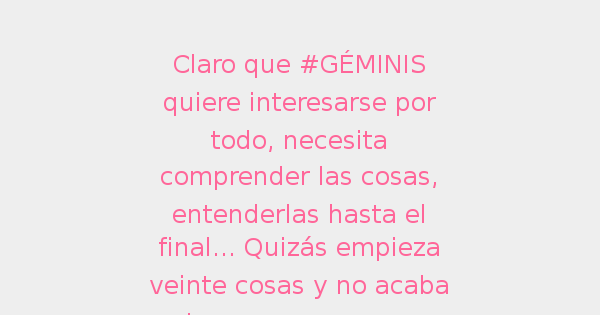 Claro que #GÉMINIS
quiere interesarse por
todo, necesita
comprender las cosas,
entenderlas hasta el
final... Quizás empieza
veinte cosas y no acaba